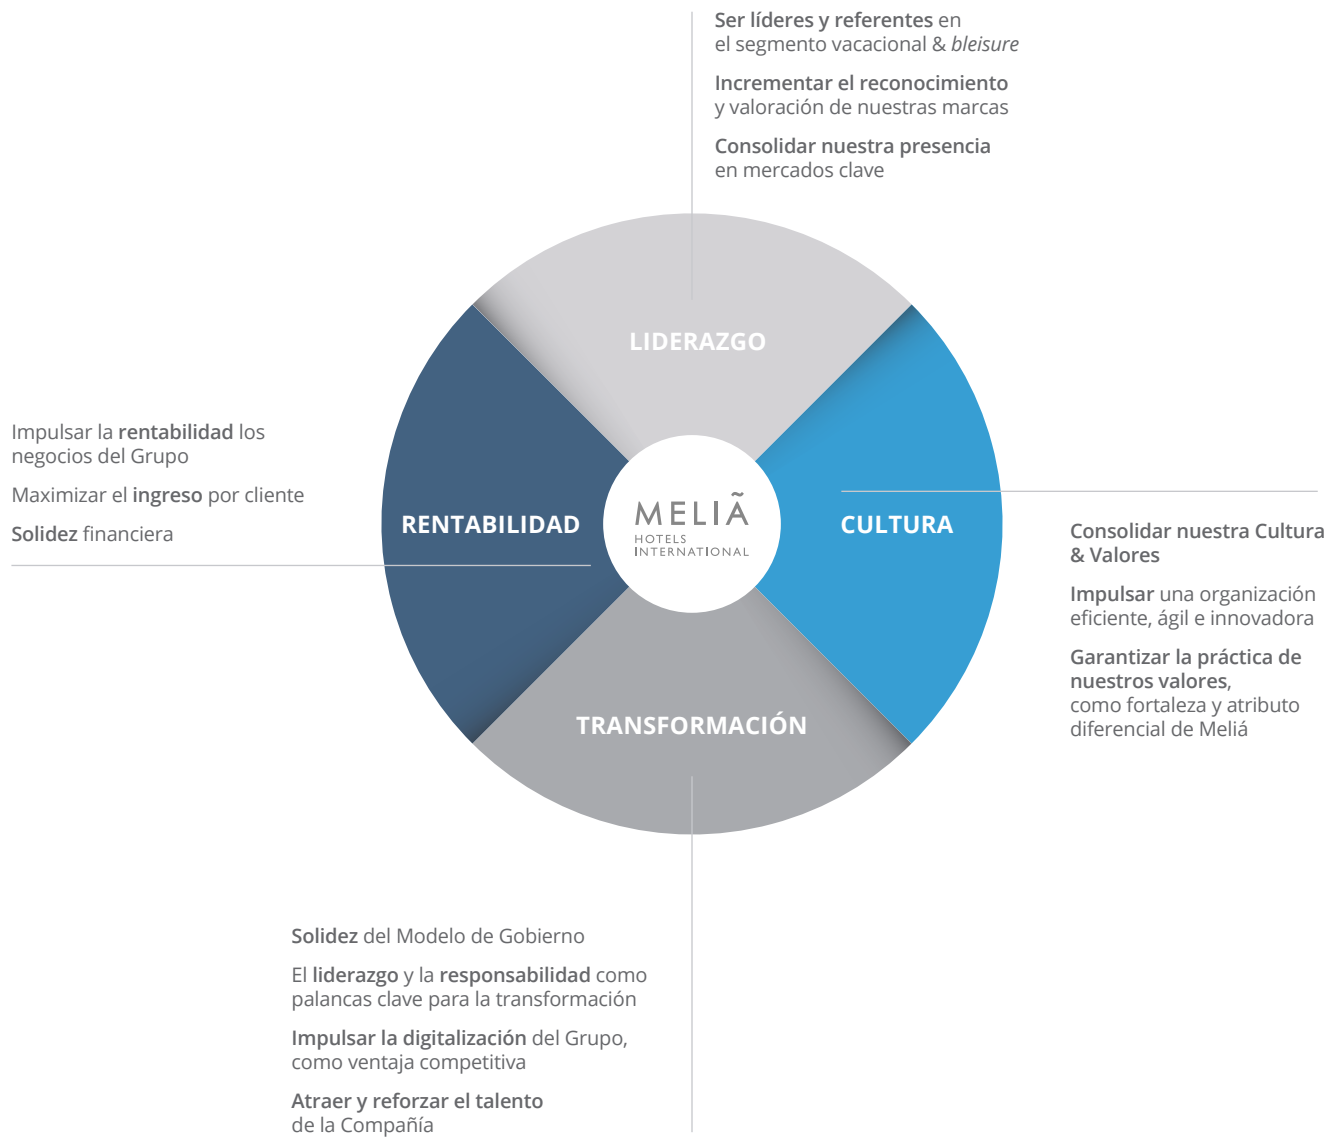 Ser líderes y referentes en
el segmento vacacional & bleisure
Incrementar el reconocimiento
y valoración de nuestras marcas
Consolidar nuestra presencia
en mercados clave
LIDERAZGO
Impulsar la rentabilidad los
negocios del Grupo
Maximizar el ingreso por cliente
Solidez financiera
RENTABILIDAD
MELIÃ
HOTELS
INTERNATIONAL
CULTURA
Consolidar nuestra Cultura
& Valores
Impulsar una organización
eficiente, ágil e innovadora
Garantizar la práctica de
nuestros valores,
como fortaleza y atributo
diferencial de Meliá
TRANSFORMACIÓN
Solidez del Modelo de Gobierno
El liderazgo y la responsabilidad como
palancas clave para la transformación
Impulsar la digitalización del Grupo,
como ventaja competitiva
Atraer y reforzar el talento
de la Compañía